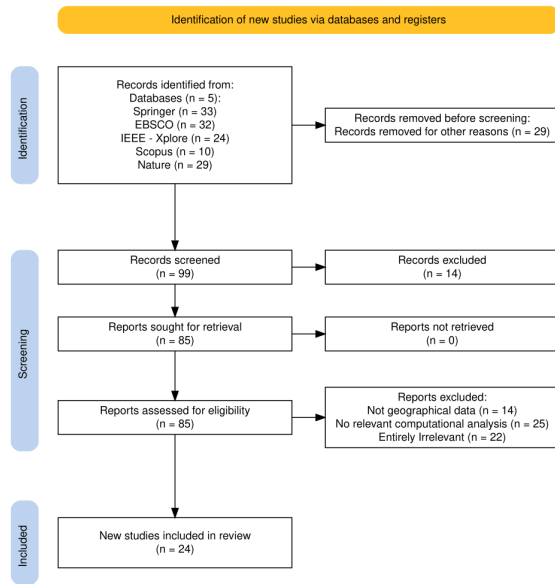 Identification of new studies via databases and registers
Identification
Records identified from:
Databases (n = 5):
Springer (n = 33)
EBSCO (n = 32)
IEEE - Xplore (n = 24)
Scopus (n = 10)
Nature (n = 29)
Records removed before screening:
Records removed for other reasons (n = 29)
Screening
Records screened
(n = 99)
Records excluded
(n = 14)
Reports sought for retrieval
(n = 85)
Reports not retrieved
(n = 0)
Reports assessed for eligibility
(n = 85)
Reports excluded:
Not geographical data (n = 14)
No relevant computational analysis (n = 25)
Entirely Irrelevant (n = 22)
Included
New studies included in review
(n = 24)